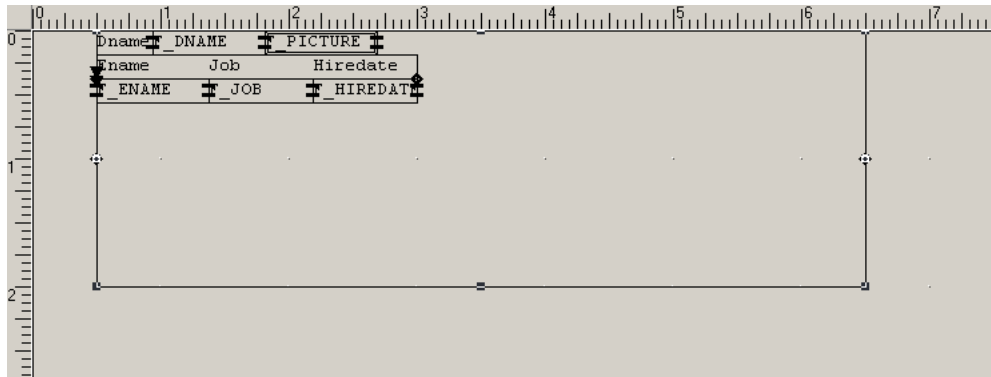 0 1 2 3 4 5 6 7
0
Dname F_DNAME F_PICTURE
Ename Job Hiredate
F_ENAME F_JOB F_HIREDAT
1
2